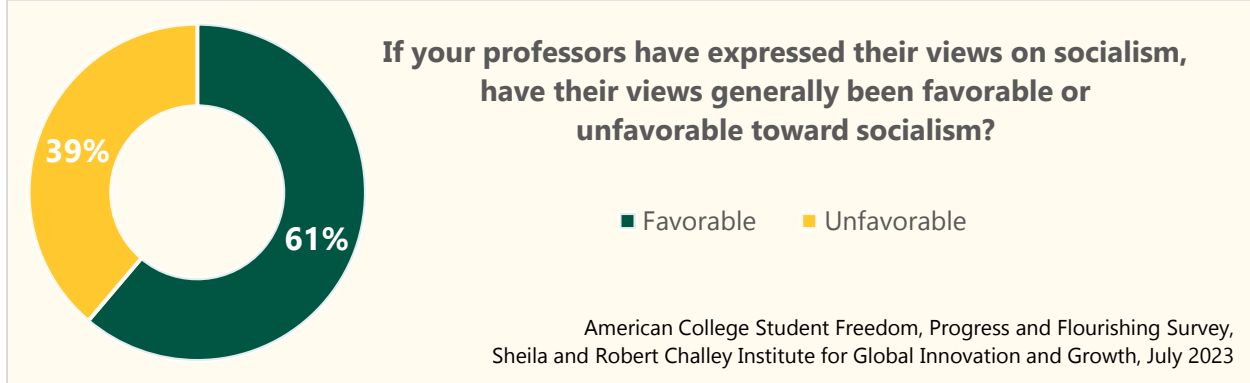 If your professors have expressed their views on socialism,
have their views generally been favorable or
unfavorable toward socialism?
39%
61%
Favorable
Unfavorable
American College Student Freedom, Progress and Flourishing Survey,
Sheila and Robert Challey Institute for Global Innovation and Growth, July 2023